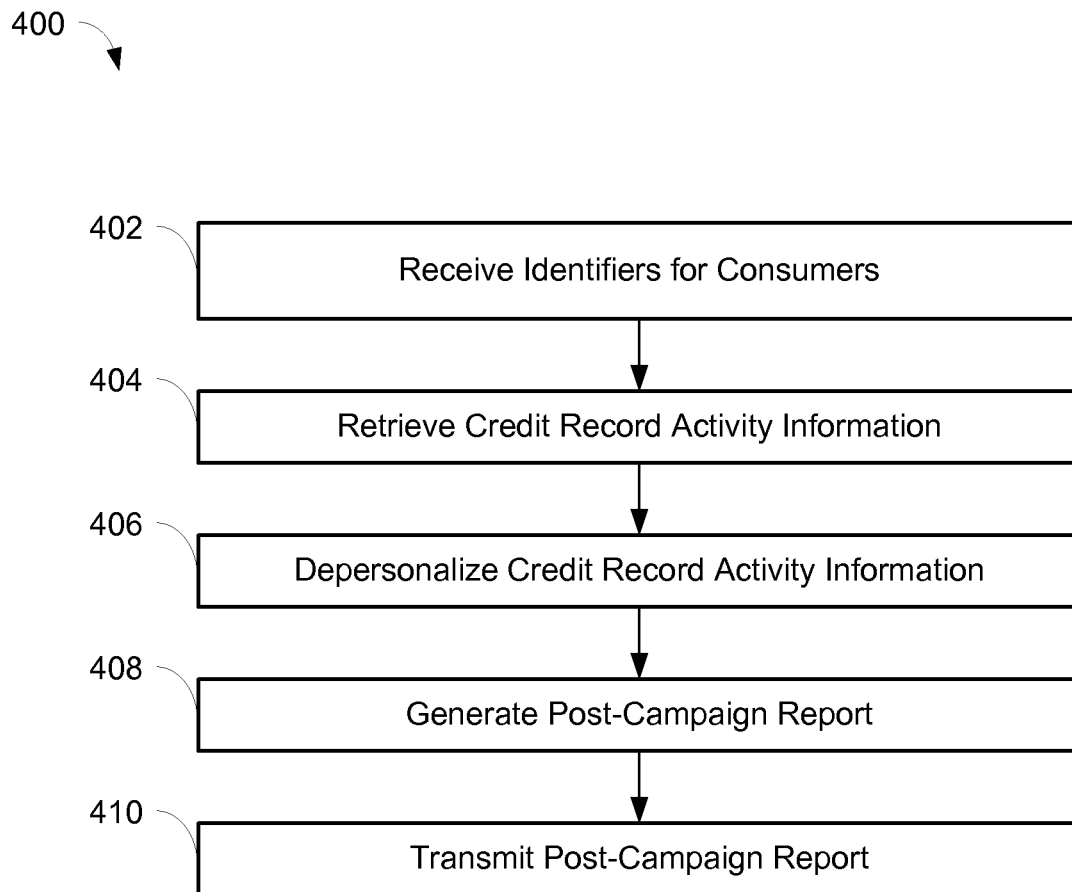 400
402
Receive Identifiers for Consumers
404
Retrieve Credit Record Activity Information
406
Depersonalize Credit Record Activity Information
408
Generate Post-Campaign Report
410
Transmit Post-Campaign Report